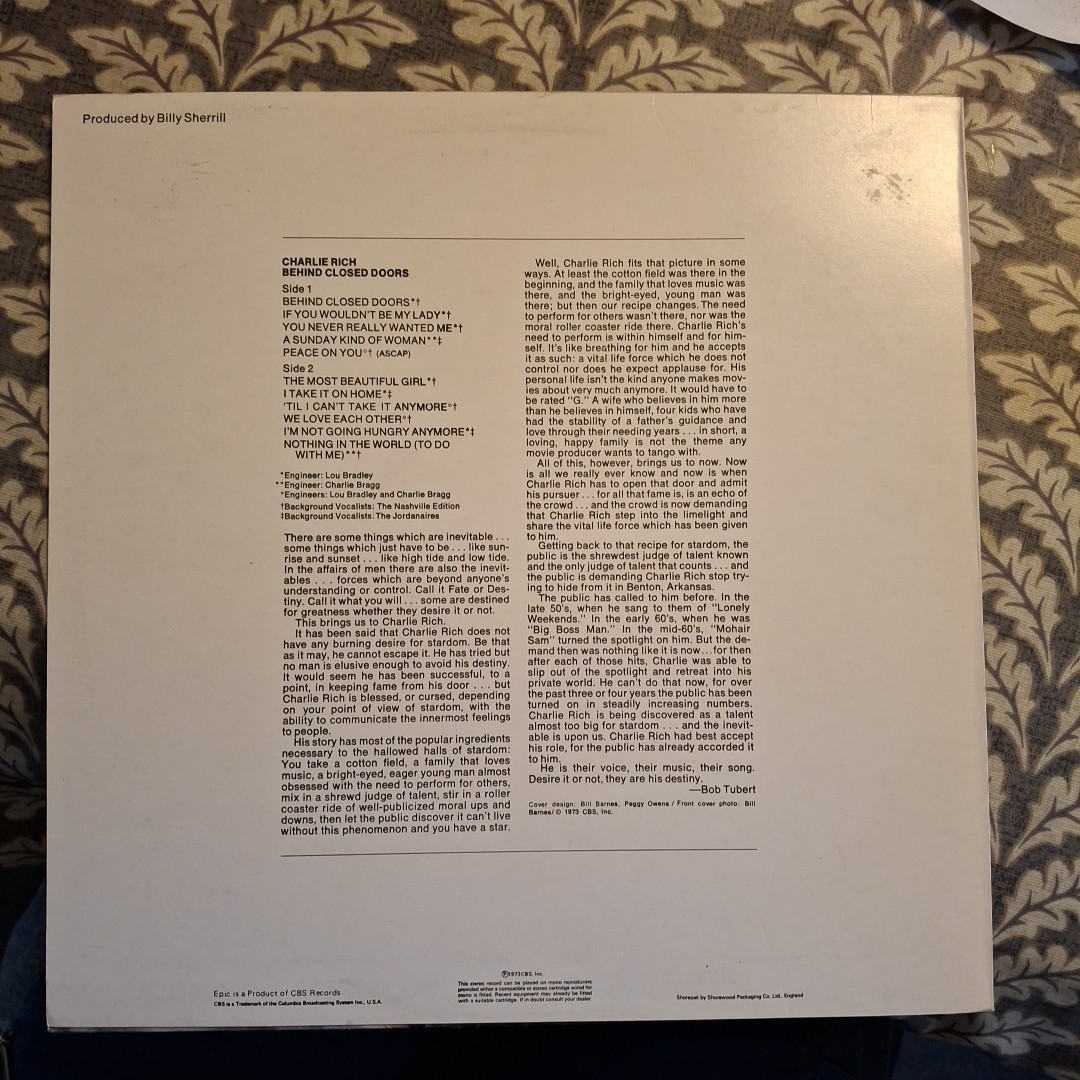 Produced by Billy Sherrill
CHARLIE RICH
BEHIND CLOSED DOORS
Side 1
BEHIND CLOSED DOORS*†
IF YOU WOULDN'T BE MY LADY*†
YOU NEVER REALLY WANTED ME*†
A SUNDAY KIND OF WOMAN**‡
PEACE ON YOU°† (ASCAP)
Side 2
THE MOST BEAUTIFUL GIRL*†
I TAKE IT ON HOME*‡
'TIL I CAN'T TAKE IT ANYMORE°†
WE LOVE EACH OTHER°†
I'M NOT GOING HUNGRY ANYMORE*‡
NOTHING IN THE WORLD (TO DO
WITH ME)**†
*Engineer: Lou Bradley
**Engineer: Charlie Bragg
°Engineers: Lou Bradley and Charlie Bragg
†Background Vocalists: The Nashville Edition
‡Background Vocalists: The Jordanaires
There are some things which are inevitable . . .
some things which just have to be . . . like sun-
rise and sunset . . . like high tide and low tide.
In the affairs of men there are also the inevit-
ables . . . forces which are beyond anyone's
understanding or control. Call it Fate or Des-
tiny. Call it what you will . . . some are destined
for greatness whether they desire it or not.
This brings us to Charlie Rich.
It has been said that Charlie Rich does not
have any burning desire for stardom. Be that
as it may, he cannot escape it. He has tried but
no man is elusive enough to avoid his destiny.
It would seem he has been successful, to a
point, in keeping fame from his door . . . but
Charlie Rich is blessed, or cursed, depending
on your point of view of stardom, with the
ability to communicate the innermost feelings
to people.
His story has most of the popular ingredients
necessary to the hallowed halls of stardom:
You take a cotton field, a family that loves
music, a bright-eyed, eager young man almost
obsessed with the need to perform for others,
mix in a shrewd judge of talent, stir in a roller
coaster ride of well-publicized moral ups and
downs, then let the public discover it can't live
without this phenomenon and you have a star.
Well, Charlie Rich fits that picture in some
ways. At least the cotton field was there in the
beginning, and the family that loves music was
there, and the bright-eyed, young man was
there; but then our recipe changes. The need
to perform for others wasn't there, nor was the
moral roller coaster ride there. Charlie Rich's
need to perform is within himself and for him-
self. It's like breathing for him and he accepts
it as such: a vital life force which he does not
control nor does he expect applause for. His
personal life isn't the kind anyone makes mov-
ies about very much anymore. It would have to
be rated "G." A wife who believes in him more
than he believes in himself, four kids who have
had the stability of a father's guidance and
love through their needing years . . . in short, a
loving, happy family is not the theme any
movie producer wants to tango with.
All of this, however, brings us to now. Now
is all we really ever know and now is when
Charlie Rich has to open that door and admit
his pursuer . . . for all that fame is, is an echo of
the crowd . . . and the crowd is now demanding
that Charlie Rich step into the limelight and
share the vital life force which has been given
to him.
Getting back to that recipe for stardom, the
public is the shrewdest judge of talent known
and the only judge of talent that counts . . . and
the public is demanding Charlie Rich stop try-
ing to hide from it in Benton, Arkansas.
The public has called to him before. In the
late 50's, when he sang to them of "Lonely
Weekends." In the early 60's, when he was
"Big Boss Man." In the mid-60's, "Mohair
Sam" turned the spotlight on him. But the de-
mand then was nothing like it is now...for then
after each of those hits, Charlie was able to
slip out of the spotlight and retreat into his
private world. He can't do that now, for over
the past three or four years the public has been
turned on in steadily increasing numbers.
Charlie Rich is being discovered as a talent
almost too big for stardom . . . and the inevit-
able is upon us. Charlie Rich had best accept
his role, for the public has already accorded it
to him.
He is their voice, their music, their song.
Desire it or not, they are his destiny.
—Bob Tubert
Cover design: Bill Barnes, Peggy Owens / Front cover photo: Bill
Barnes/ © 1973 CBS, Inc.
Epic is a Product of CBS Records
CBS is a Trademark of the Columbia Broadcasting System Inc., U.S.A.
℗1973 CBS, Inc.
This stereo record can be played on mono reproducers
provided either a compatible or stereo cartridge wired for
mono is fitted. Recent equipment may already be fitted
with a suitable cartridge. If in doubt consult your dealer
Shorepak by Shorewood Packaging Co. Ltd., England